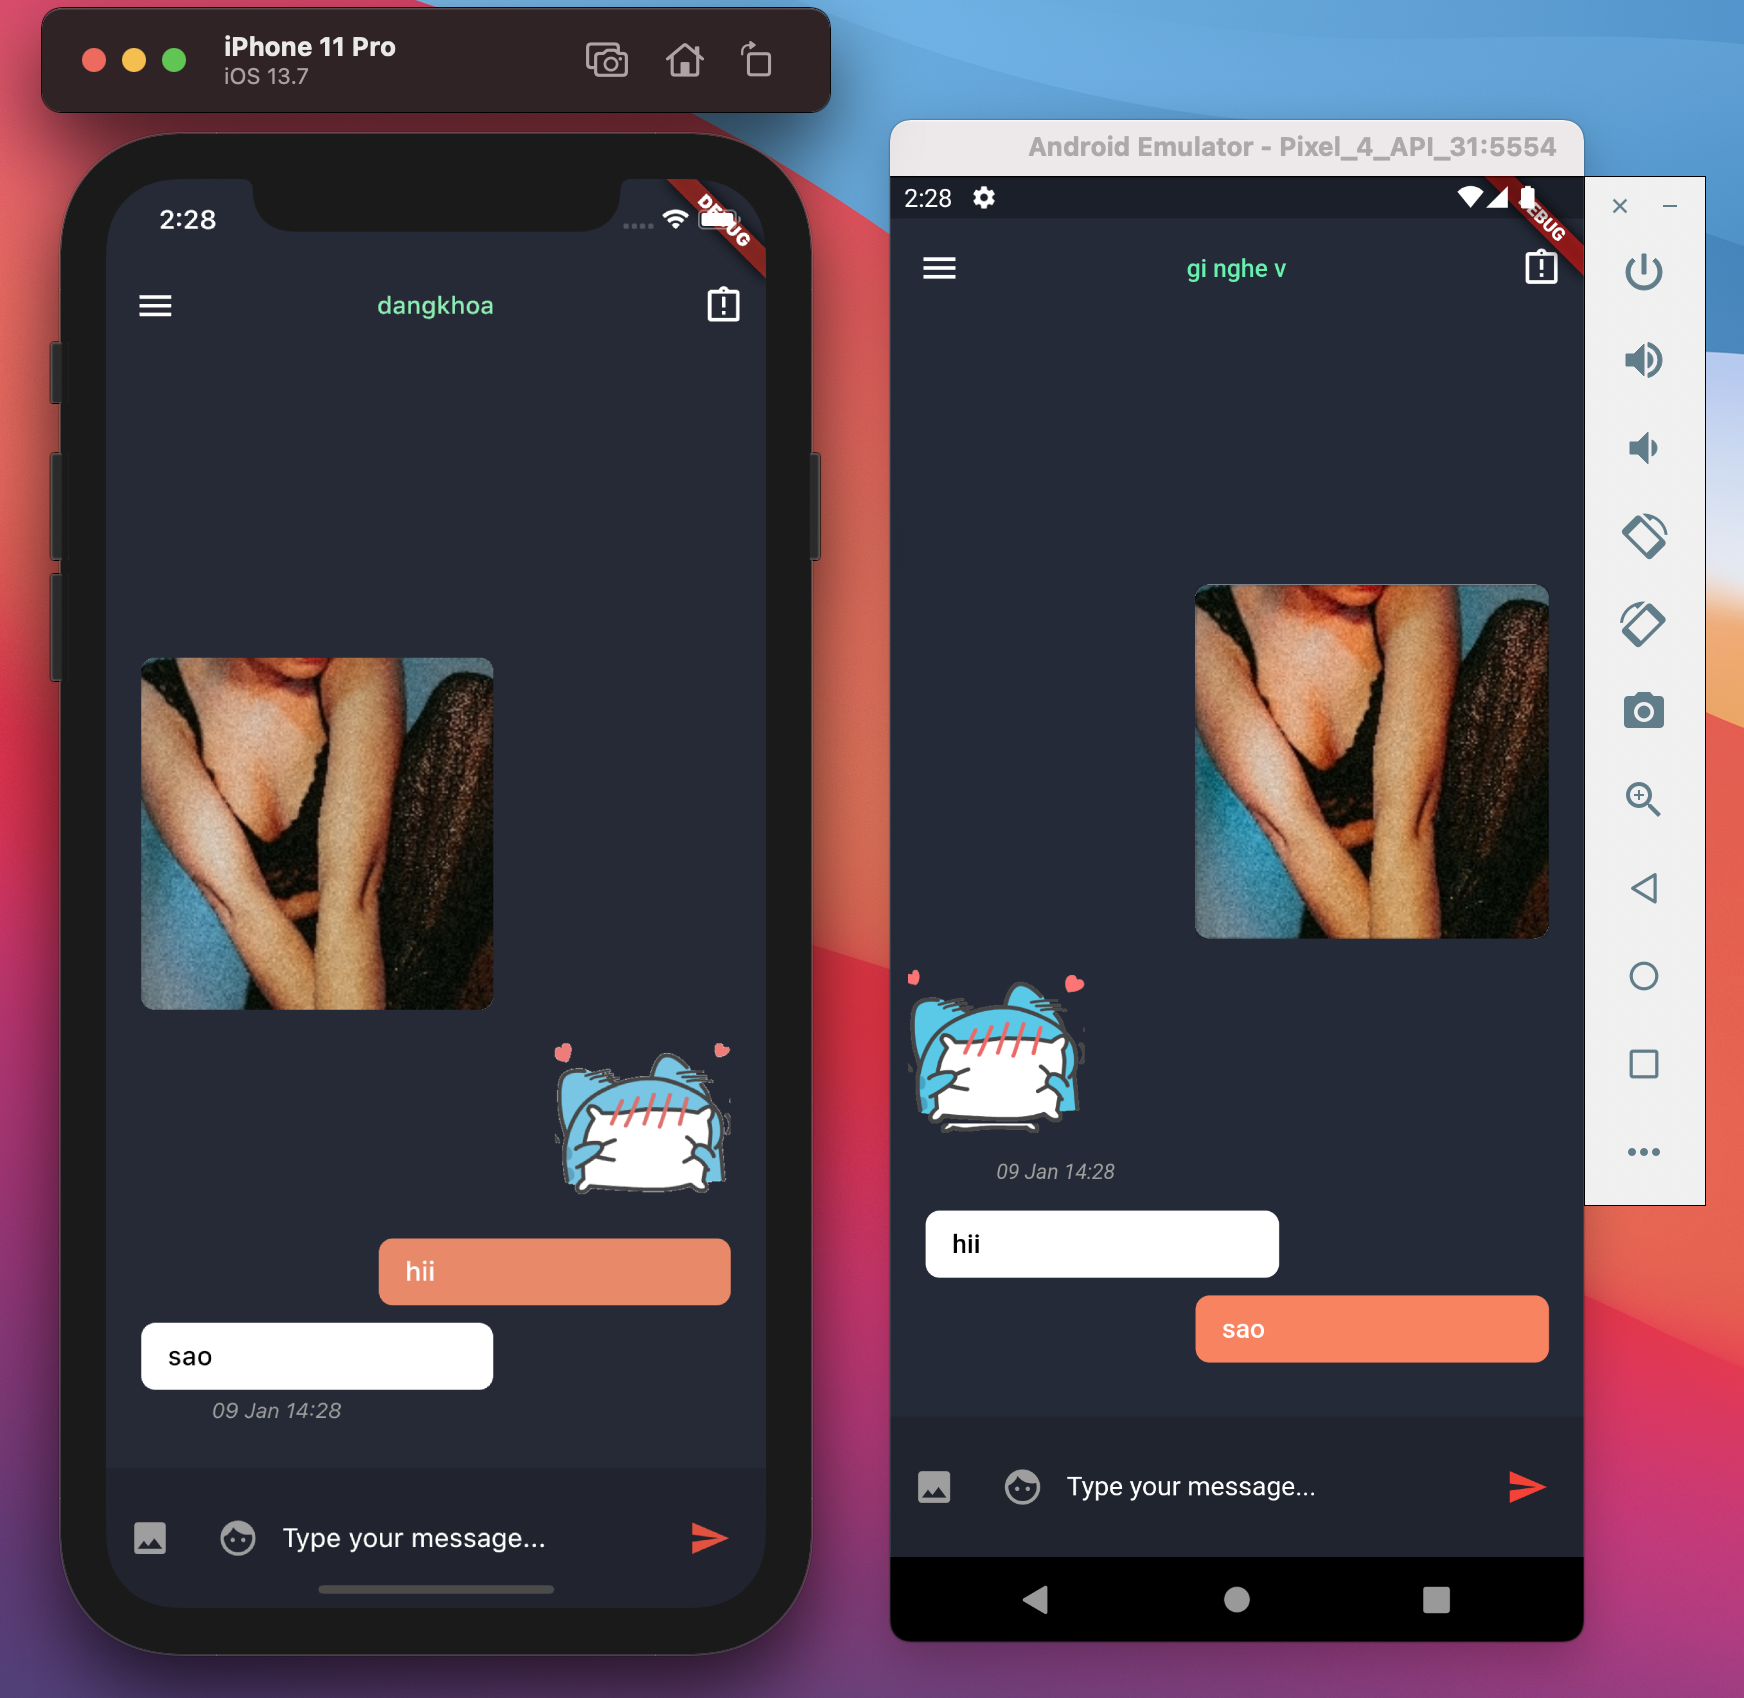 iPhone 11 Pro
iOS 13.7
2:28
DEBUG
dangkhoa
hii
sao
09 Jan 14:28
Type your message...
Android Emulator - Pixel_4_API_31:5554
2:28
DEBUG
gi nghe v
09 Jan 14:28
hii
sao
Type your message...